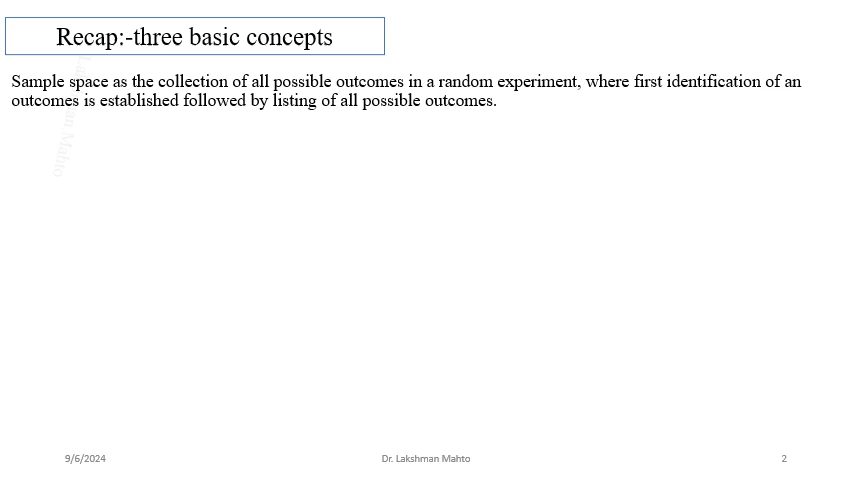 Recap:-three basic concepts
Sample space as the collection of all possible outcomes in a random experiment, where first identification of an
outcomes is established followed by listing of all possible outcomes.
9/6/2024
Dr. Lakshman Mahto
2